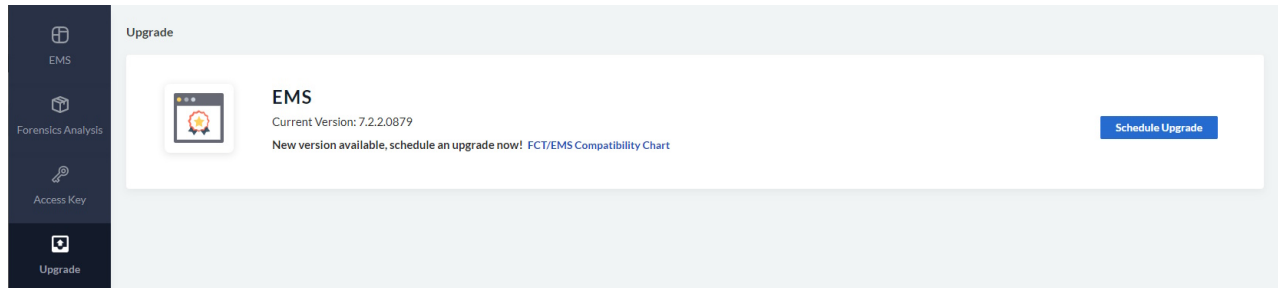 EMS
Forensics Analysis
Access Key
Upgrade
Upgrade
EMS
Current Version: 7.2.2.0879
New version available, schedule an upgrade now! FCT/EMS Compatibility Chart
Schedule Upgrade